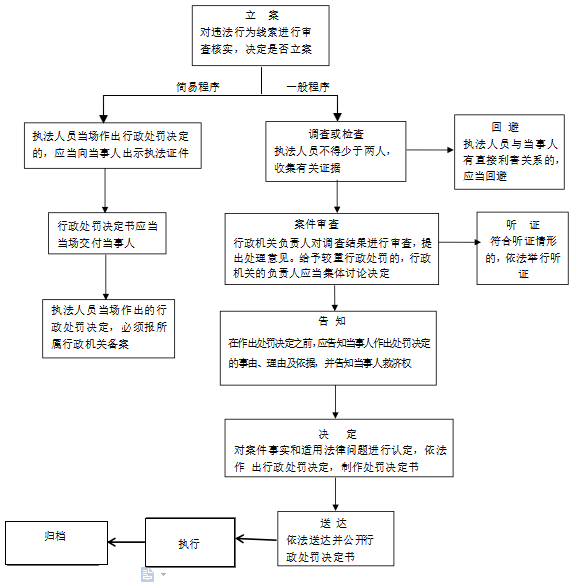 立 案
对违法行为线索进行审
查核实，决定是否立案
简易程序
一般程序
执法人员当场作出行政处罚决定
的，应当向当事人出示执法证件
调查或检查
执法人员不得少于两人，
收集有关证据
回 避
执法人员与当事人
有直接利害关系的，
应当回避
行政处罚决定书应当
当场交付当事人
案件审查
行政机关负责人对调查结果进行审查，提
出处理意见。给予较重行政处罚的，行政
机关的负责人应当集体讨论决定
听 证
符合听证情形
的，依法举行听
证
执法人员当场作出的行
政处罚决定，必须报所
属行政机关备案
告 知
在作出处罚决定之前，应告知当事人作出处罚决定
的事由、理由及依据，并告知当事人救济权
决 定
对案件事实和适用法律问题进行认定，依法
作 出行政处罚决定，制作处罚决定书
送 达
依法送达并公开行
政处罚决定书
执行
归档